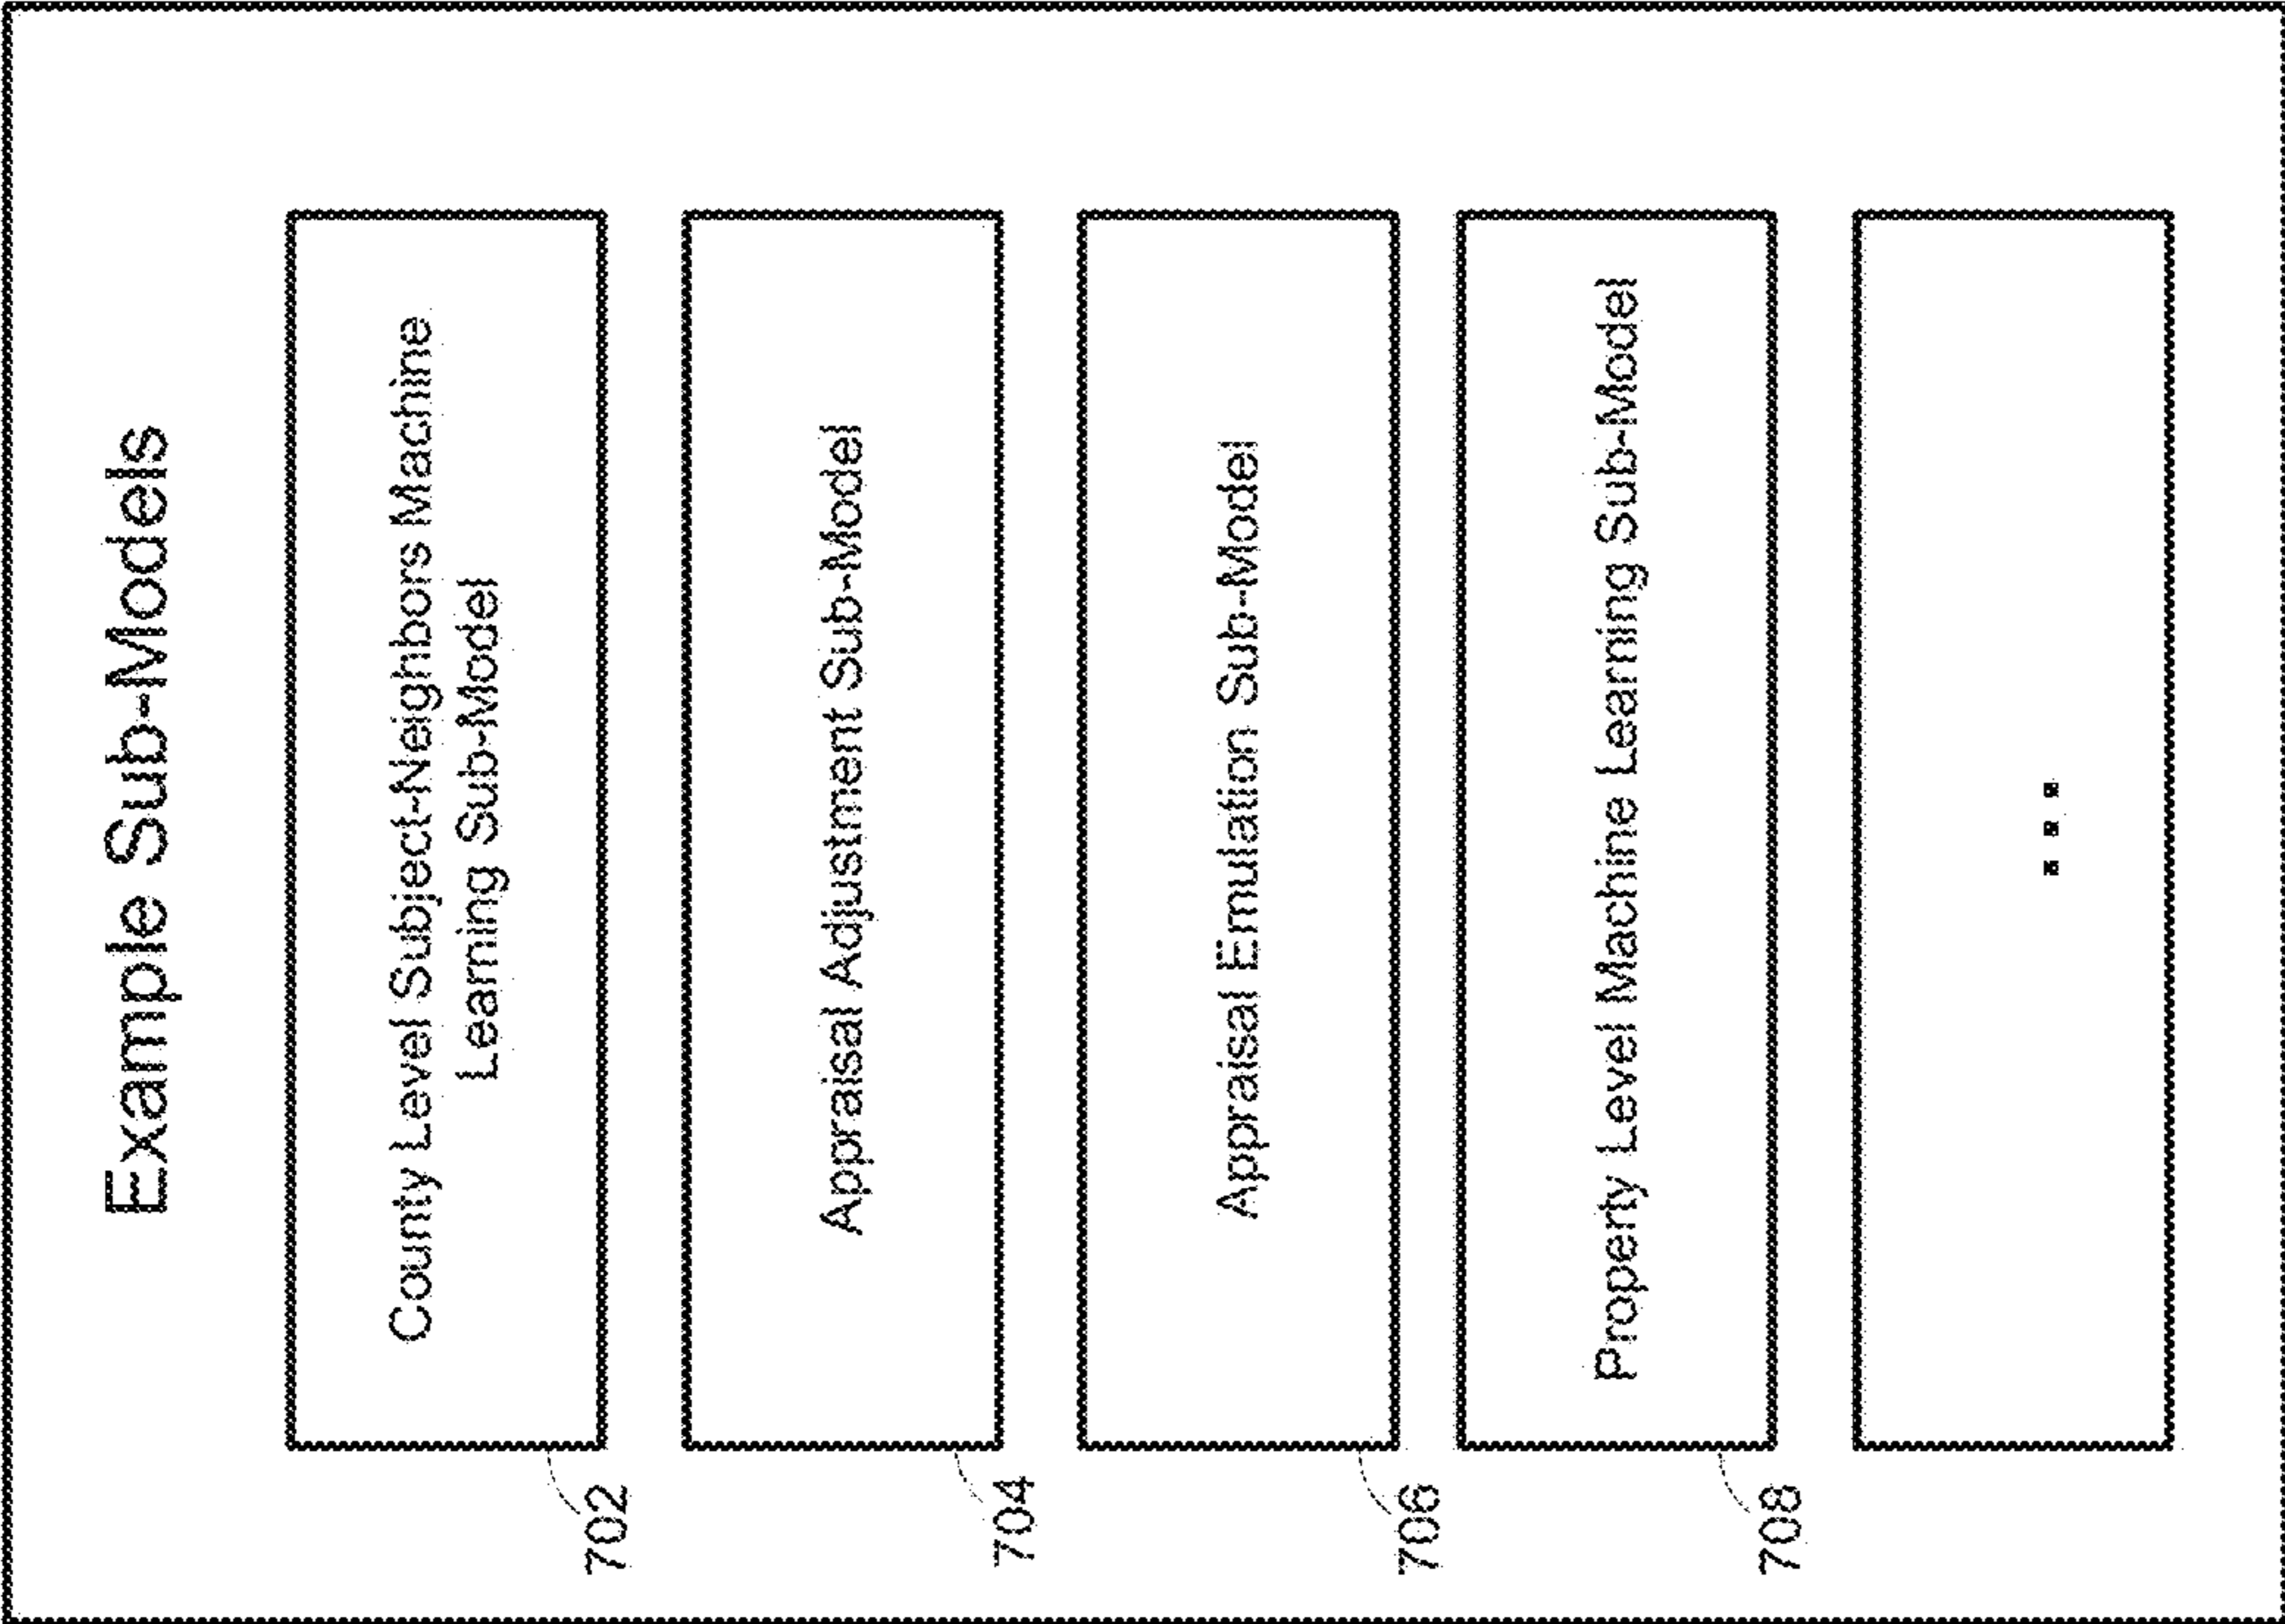 Example Sub-Models
County Level Subject-Neighbors Machine
Learning Sub-Model
702
Appraisal Adjustment Sub-Model
704
Appraisal Emulation Sub-Model
706
Property Level Machine Learning Sub-Model
708
...